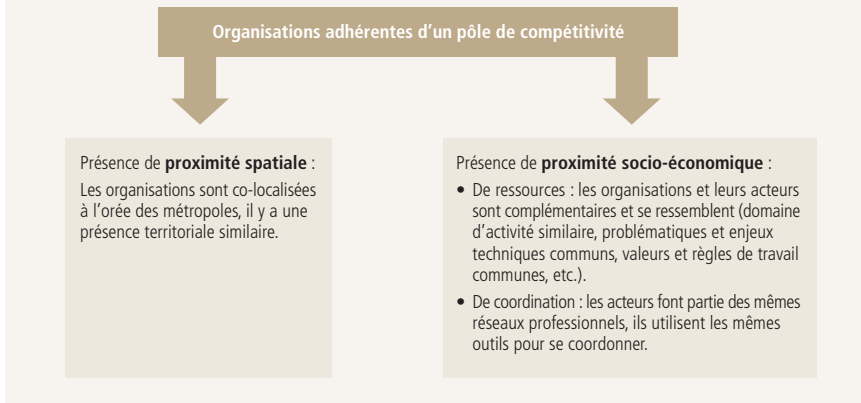 Organisations adhérentes d’un pôle de compétitivité
Présence de proximité spatiale :
Les organisations sont co-localisées
à l’orée des métropoles, il y a une
présence territoriale similaire.
Présence de proximité socio-économique :
• De ressources : les organisations et leurs acteurs
sont complémentaires et se ressemblent (domaine
d’activité similaire, problématiques et enjeux
techniques communs, valeurs et règles de travail
communes, etc.).
• De coordination : les acteurs font partie des mêmes
réseaux professionnels, ils utilisent les mêmes
outils pour se coordonner.